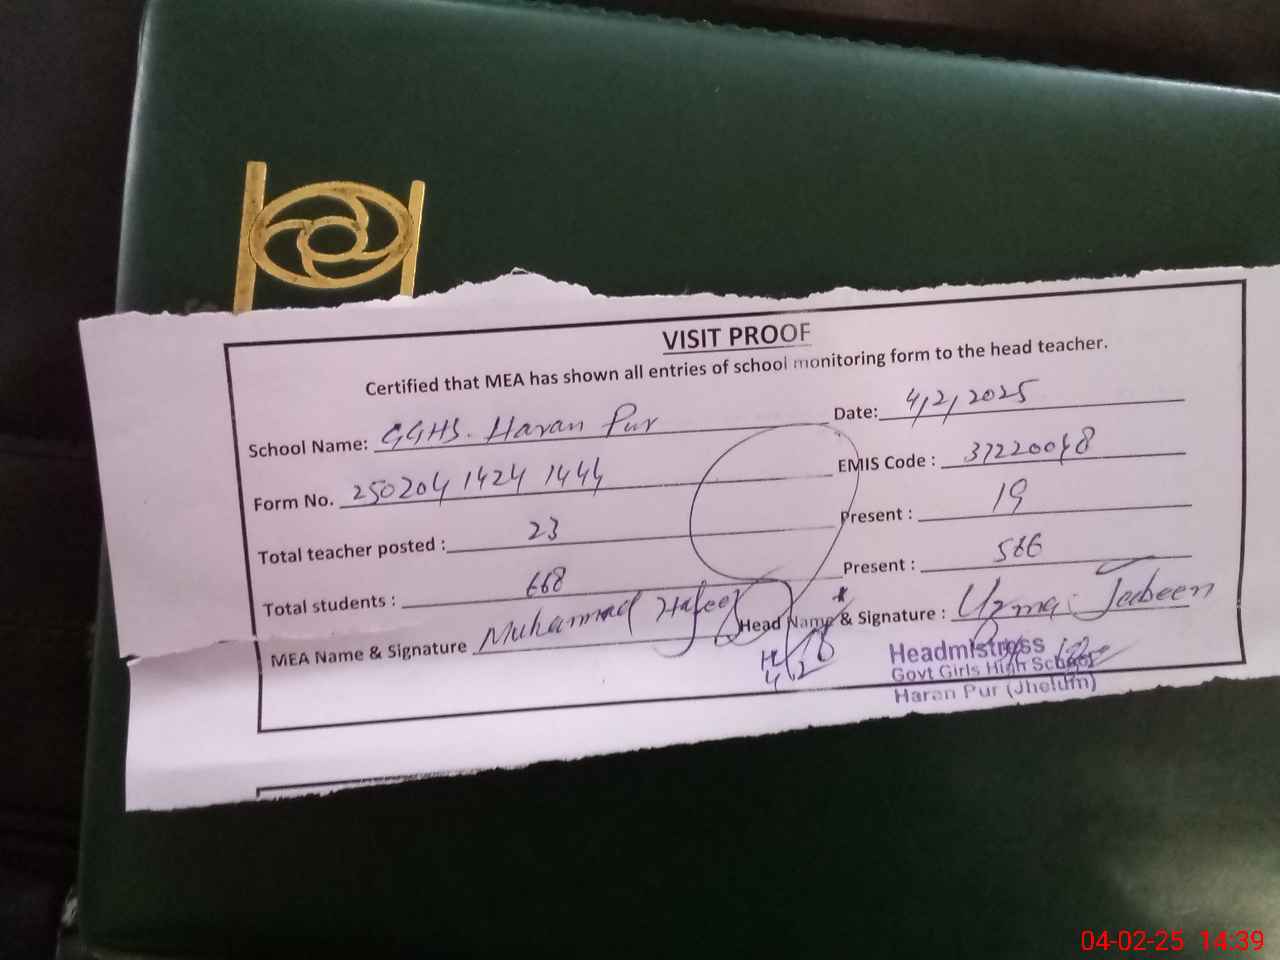 VISIT PROOF
Certified that MEA has shown all entries of school monitoring form to the head teacher.
School Name: GGHS. Haran Pur Date: 4/2/2025
Form No. 250204 1424 1444 EMIS Code : 37220048
Total teacher posted : 23 Present : 19
Total students : 668 Present :
MEA Name & Signature Muhammad Hafeez Head Name & Signature : Uzma Jabeen
Headmistress
Govt Girls High School
Haran Pur (Jhelum)
04-02-25 14:39